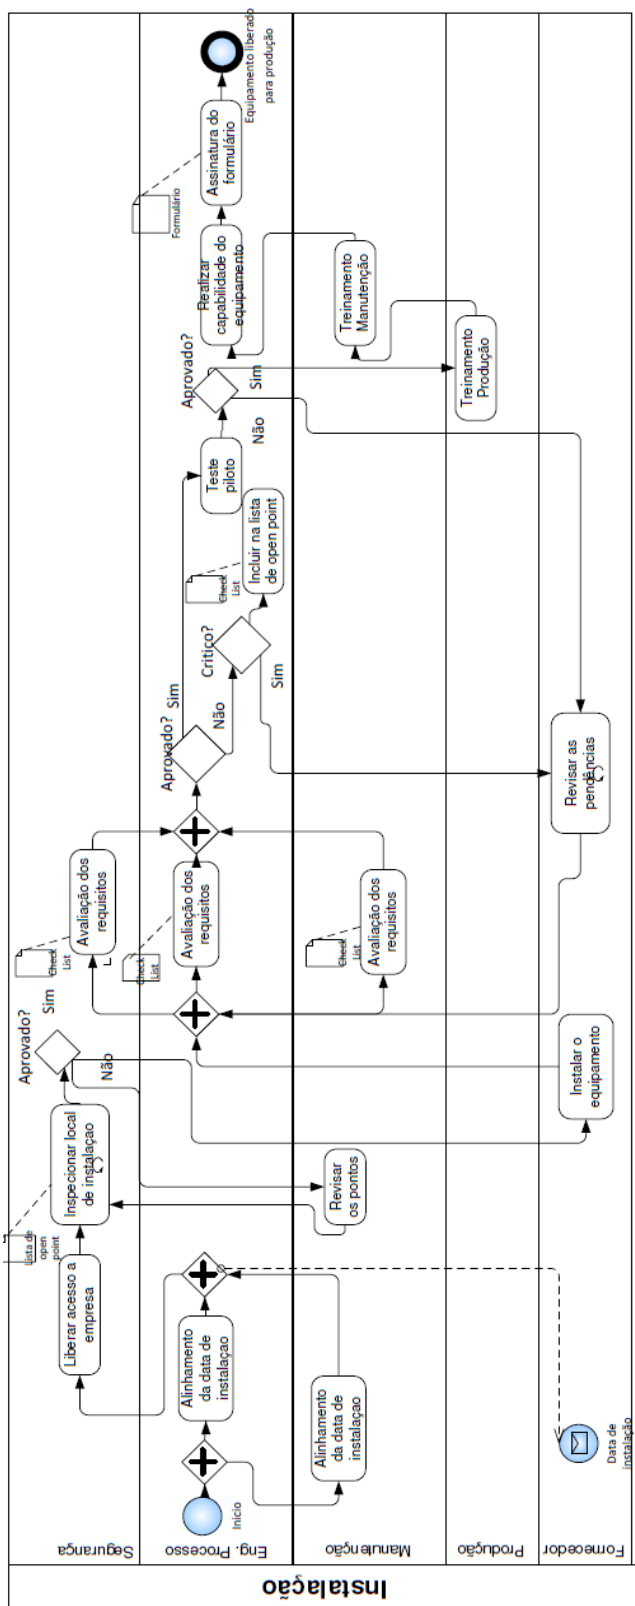 Instalação
Segurança
Eng. Processo
Manutenção
Produção
Fornecedor
Inicio
Alinhamento
da data de
instalaçao
Alinhamento
da data de
instalaçao
Data de
instalação
Liberar acesso a
empresa
Lista de
open
point
Inspecionar local
de instalaçao
Revisar
os pontos
Aprovado?
Sim
Não
Instalar o
equipamento
Check
List
Avaliação dos
requisitos
Check
List
Avaliação dos
requisitos
Check
List
Avaliação dos
requisitos
Aprovado?
Sim
Não
Critico?
Sim
Revisar as
pendências
Check
List
Incluir na lista
de open point
Teste
piloto
Aprovado?
Sim
Não
Treinamento
Produção
Treinamento
Manutenção
Realizar
capabilidade do
equipamento
Formulário
Assinatura do
formulário
Equipamento liberado
para produção